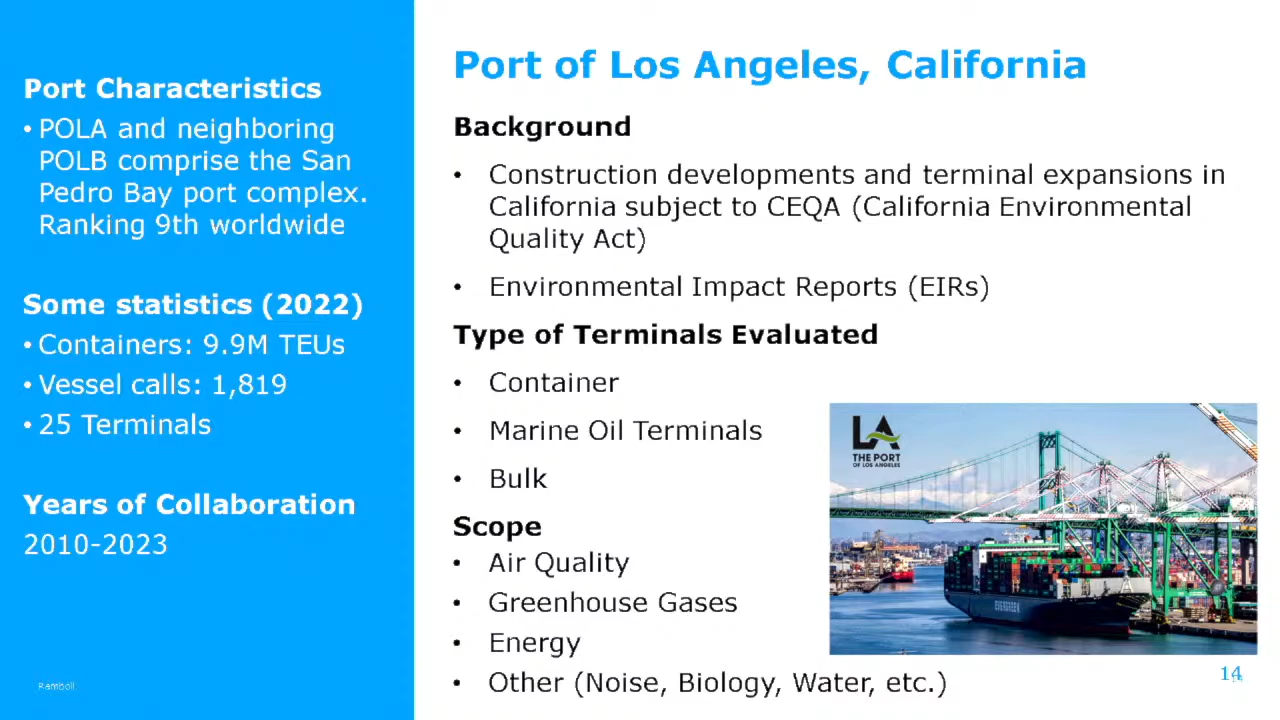 Port Characteristics
• POLA and neighboring
POLB comprise the San
Pedro Bay port complex.
Ranking 9th worldwide
Some statistics (2022)
• Containers: 9.9M TEUs
• Vessel calls: 1,819
• 25 Terminals
Years of Collaboration
2010-2023
Ramboll
Port of Los Angeles, California
Background
• Construction developments and terminal expansions in
California subject to CEQA (California Environmental
Quality Act)
• Environmental Impact Reports (EIRs)
Type of Terminals Evaluated
• Container
• Marine Oil Terminals
• Bulk
Scope
• Air Quality
• Greenhouse Gases
• Energy
• Other (Noise, Biology, Water, etc.)
LA
THE PORT
OF LOS ANGELES
EVERGREEN
14